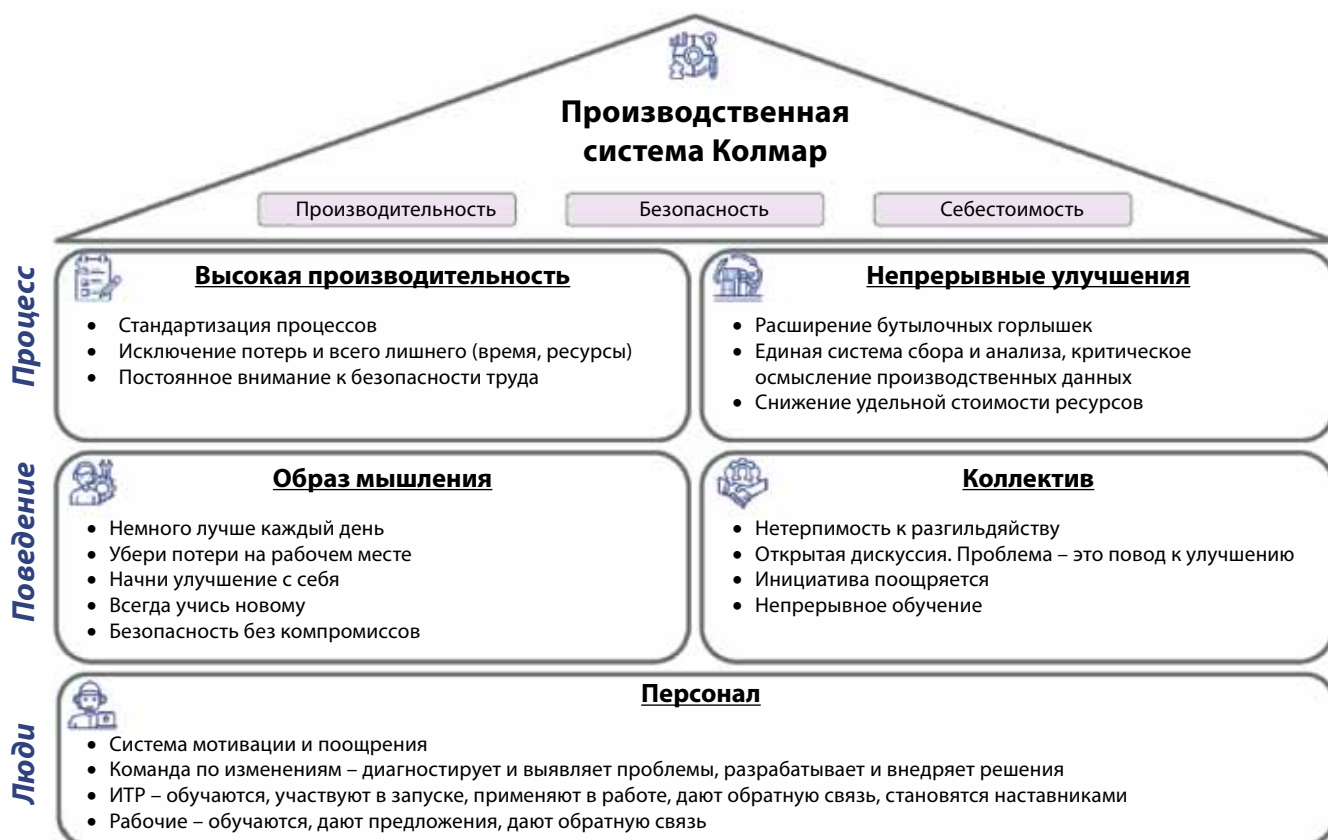 Производственная
система Колмар
Производительность
Безопасность
Себестоимость
Процесс
Высокая производительность
• Стандартизация процессов
• Исключение потерь и всего лишнего (время, ресурсы)
• Постоянное внимание к безопасности труда
Непрерывные улучшения
• Расширение бутылочных горлышек
• Единая система сбора и анализа, критическое
осмысление производственных данных
• Снижение удельной стоимости ресурсов
Поведение
Образ мышления
• Немного лучше каждый день
• Убери потери на рабочем месте
• Начни улучшение с себя
• Всегда учись новому
• Безопасность без компромиссов
Коллектив
• Нетерпимость к разгильдяйству
• Открытая дискуссия. Проблема – это повод к улучшению
• Инициатива поощряется
• Непрерывное обучение
Люди
Персонал
• Система мотивации и поощрения
• Команда по изменениям – диагностирует и выявляет проблемы, разрабатывает и внедряет решения
• ИТР – обучаются, участвуют в запуске, применяют в работе, дают обратную связь, становятся наставниками
• Рабочие – обучаются, дают предложения, дают обратную связь